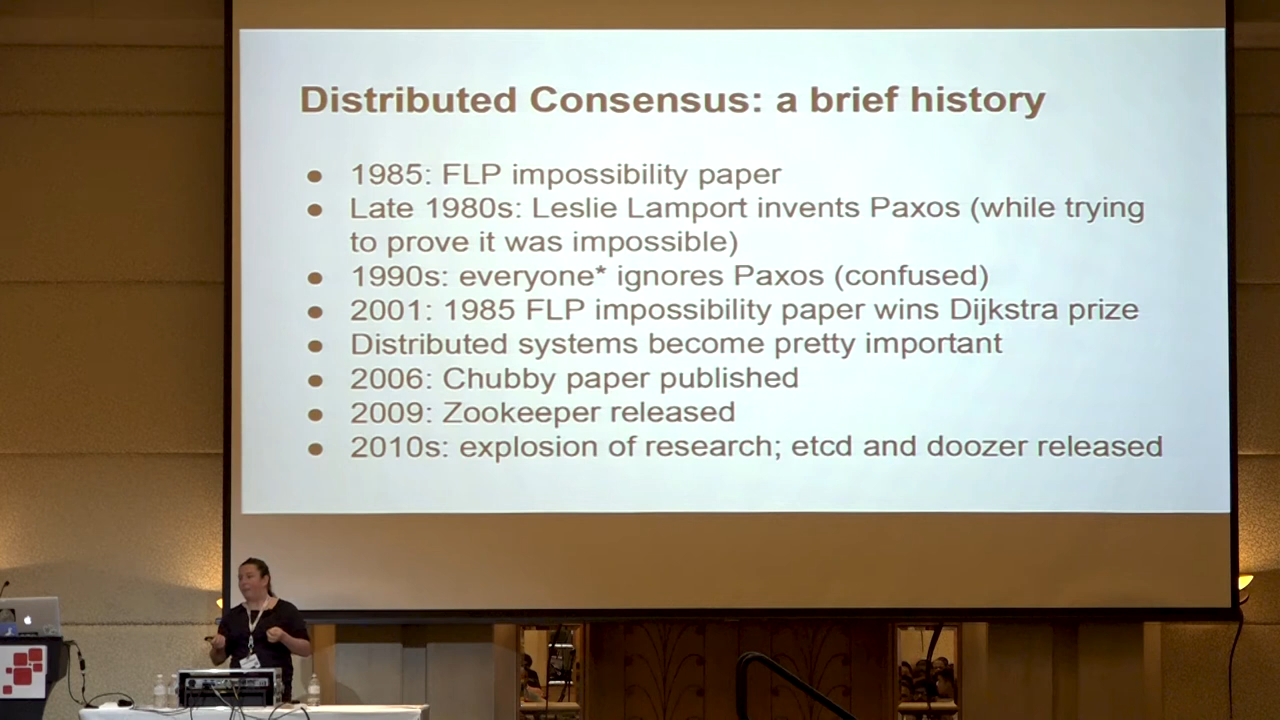 Distributed Consensus: a brief history
● 1985: FLP impossibility paper
● Late 1980s: Leslie Lamport invents Paxos (while trying
to prove it was impossible)
● 1990s: everyone* ignores Paxos (confused)
● 2001: 1985 FLP impossibility paper wins Dijkstra prize
● Distributed systems become pretty important
● 2006: Chubby paper published
● 2009: Zookeeper released
● 2010s: explosion of research; etcd and doozer released